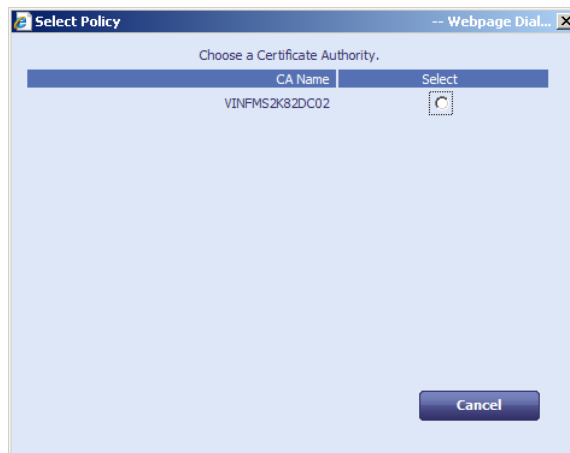 Select Policy -- Webpage Dial...
Choose a Certificate Authority.
CA Name Select
VINFMS2K82DC02
Cancel